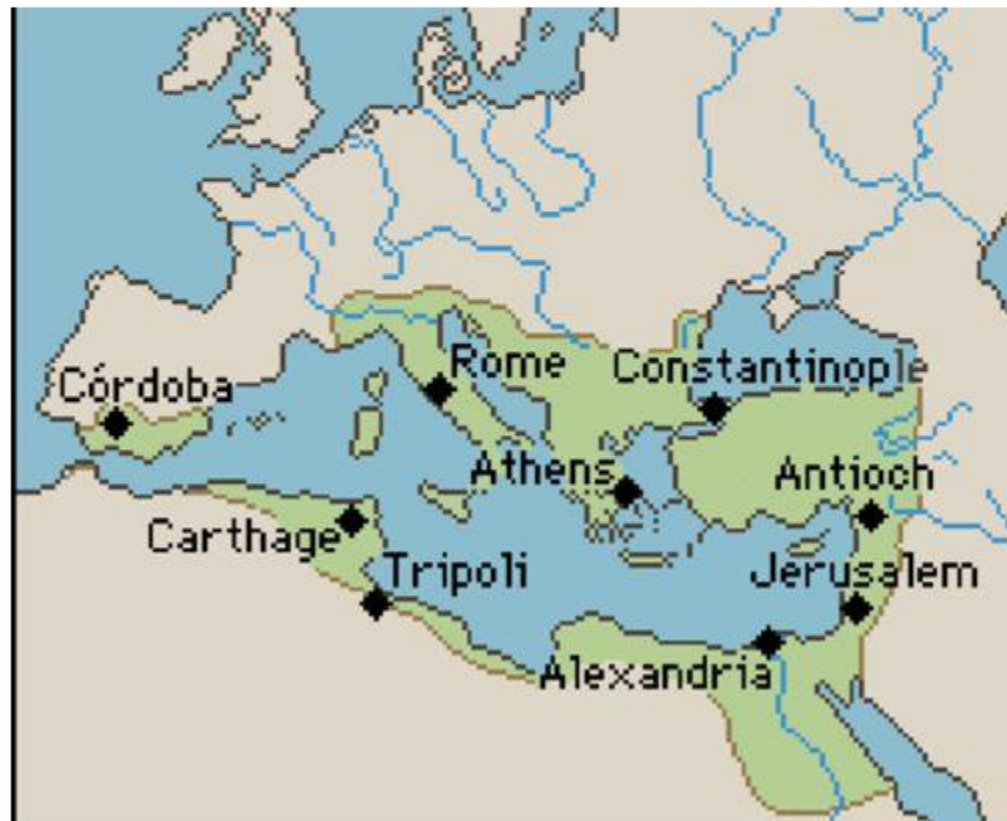 Rome
Constantinople
Córdoba
Athens
Antioch
Carthage
Tripoli
Jerusalem
Alexandria